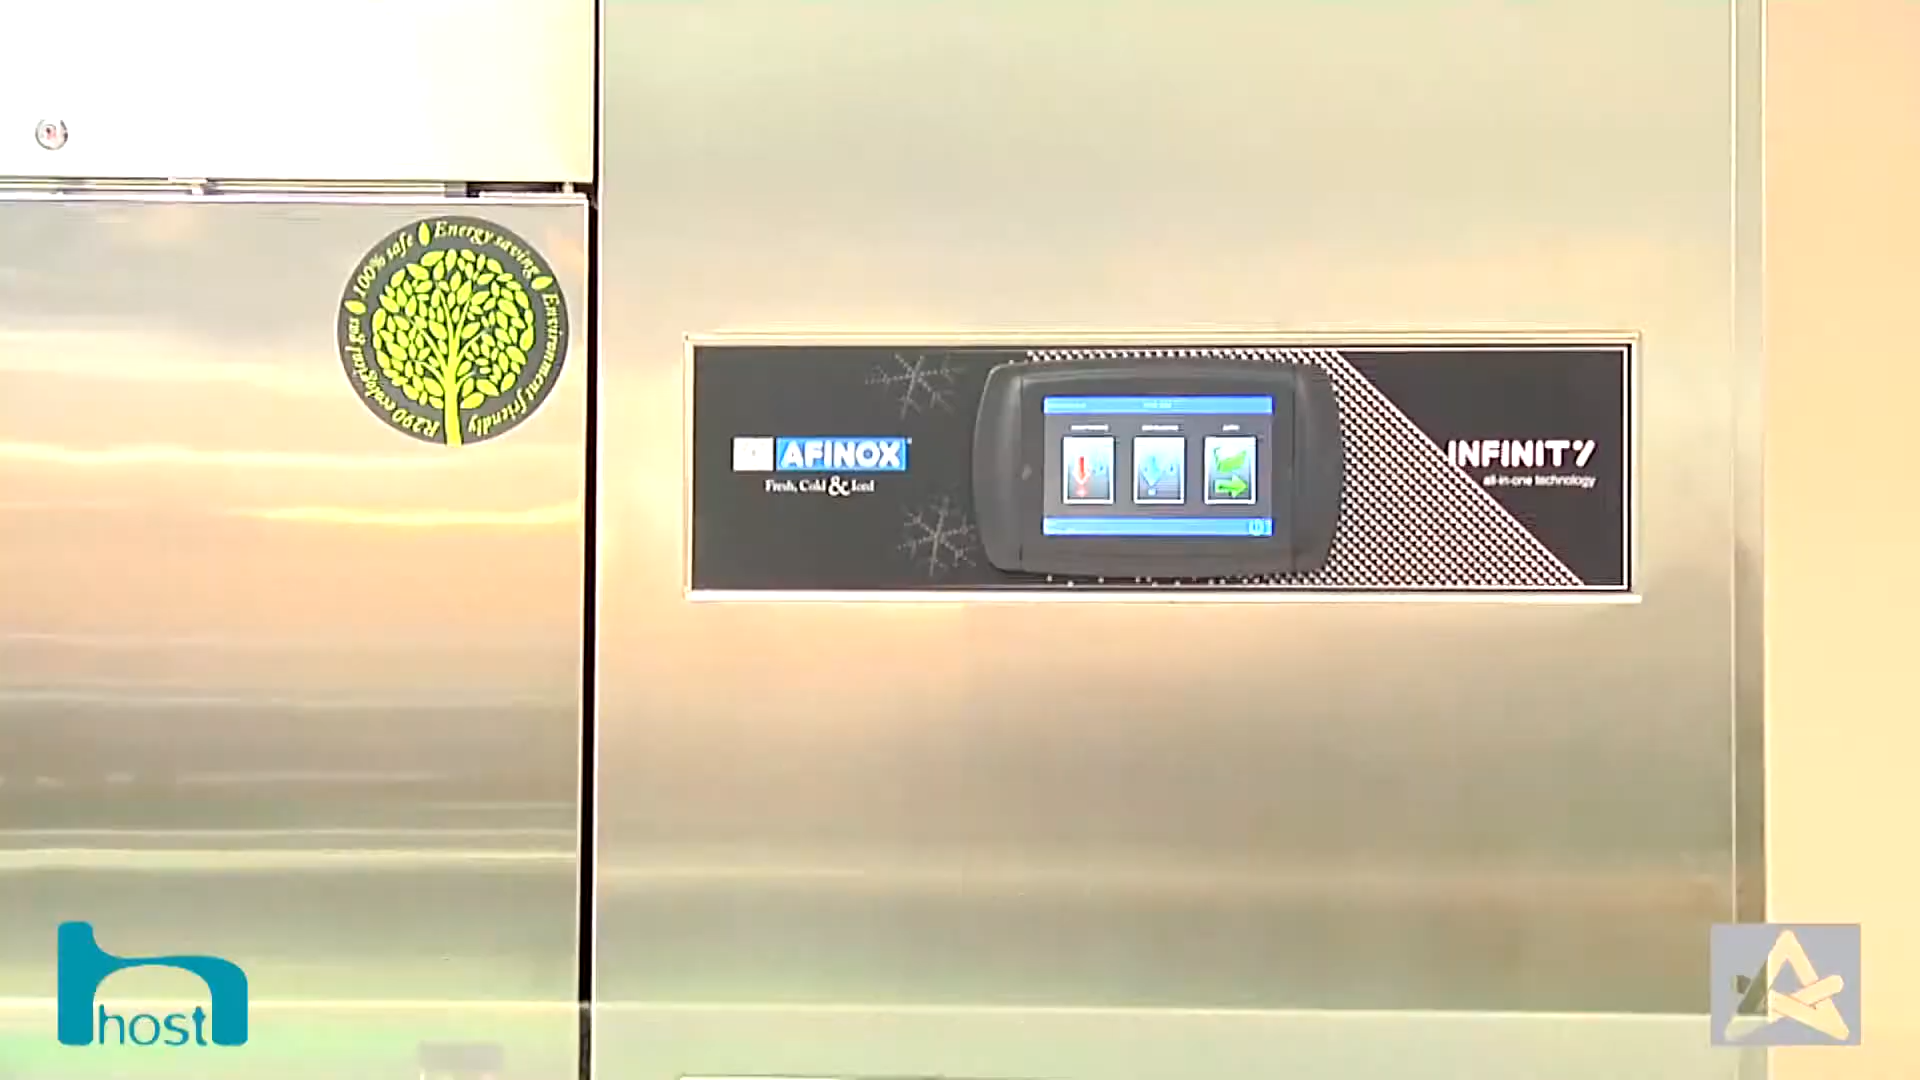 R290 ecological gas 100% safe Energy saving Environment friendly
AFINOX
Fresh, Cold & Iced
INFINITY
all-in-one technology
host